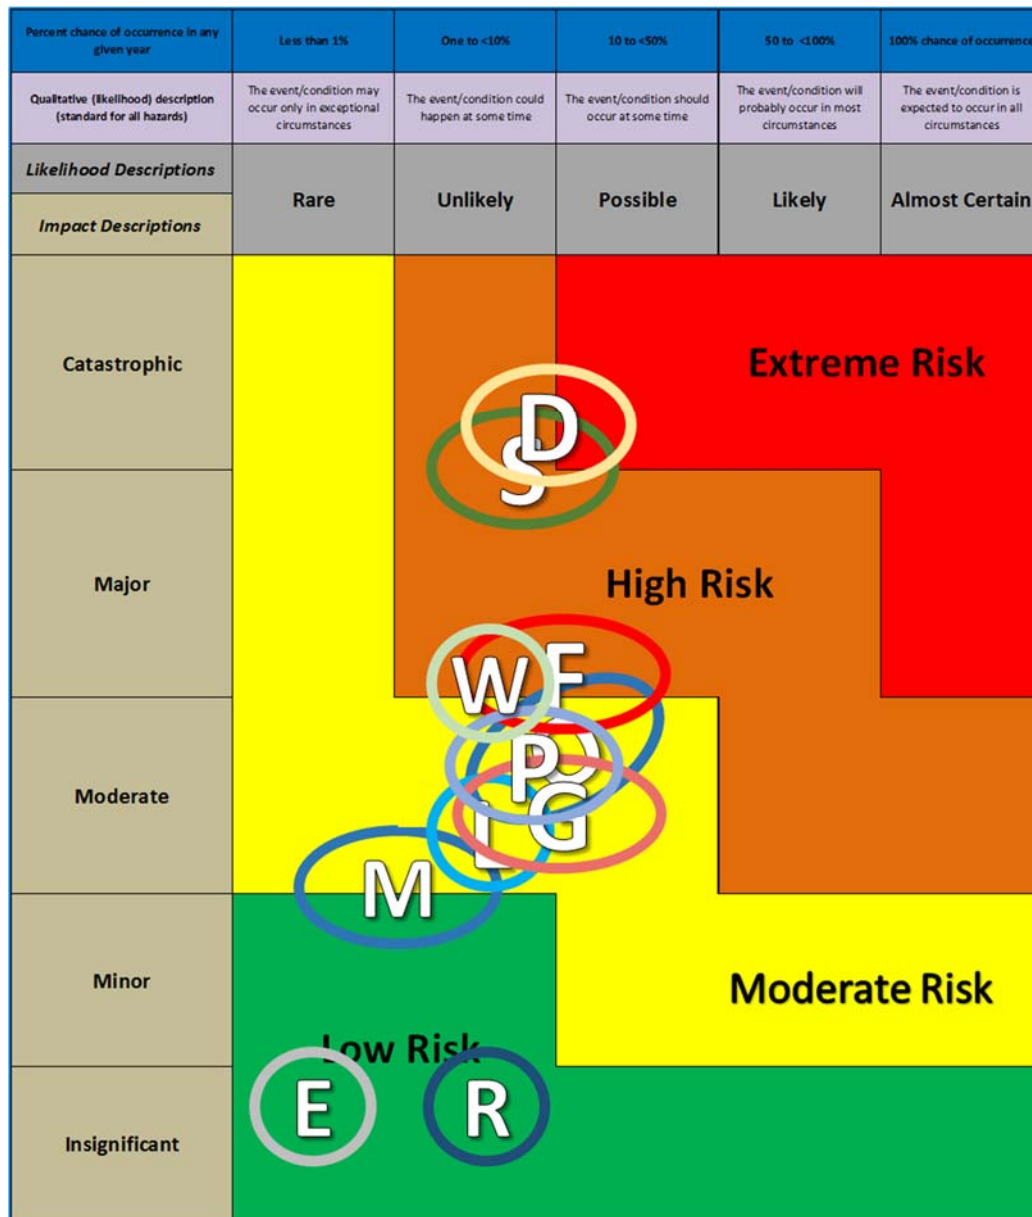 Percent chance of occurrence in any
given year
Less than 1%
One to <10%
10 to <50%
50 to <100%
100% chance of occurrence
Qualitative (likelihood) description
(standard for all hazards)
The event/condition may
occur only in exceptional
circumstances
The event/condition could
happen at some time
The event/condition should
occur at some time
The event/condition will
probably occur in most
circumstances
The event/condition is
expected to occur in all
circumstances
Likelihood Descriptions
Impact Descriptions
Rare
Unlikely
Possible
Likely
Almost Certain
Catastrophic
Extreme Risk
D
S
Major
High Risk
W
F
Moderate
P
O
G
L
M
Minor
Moderate Risk
Low Risk
Insignificant
E
R